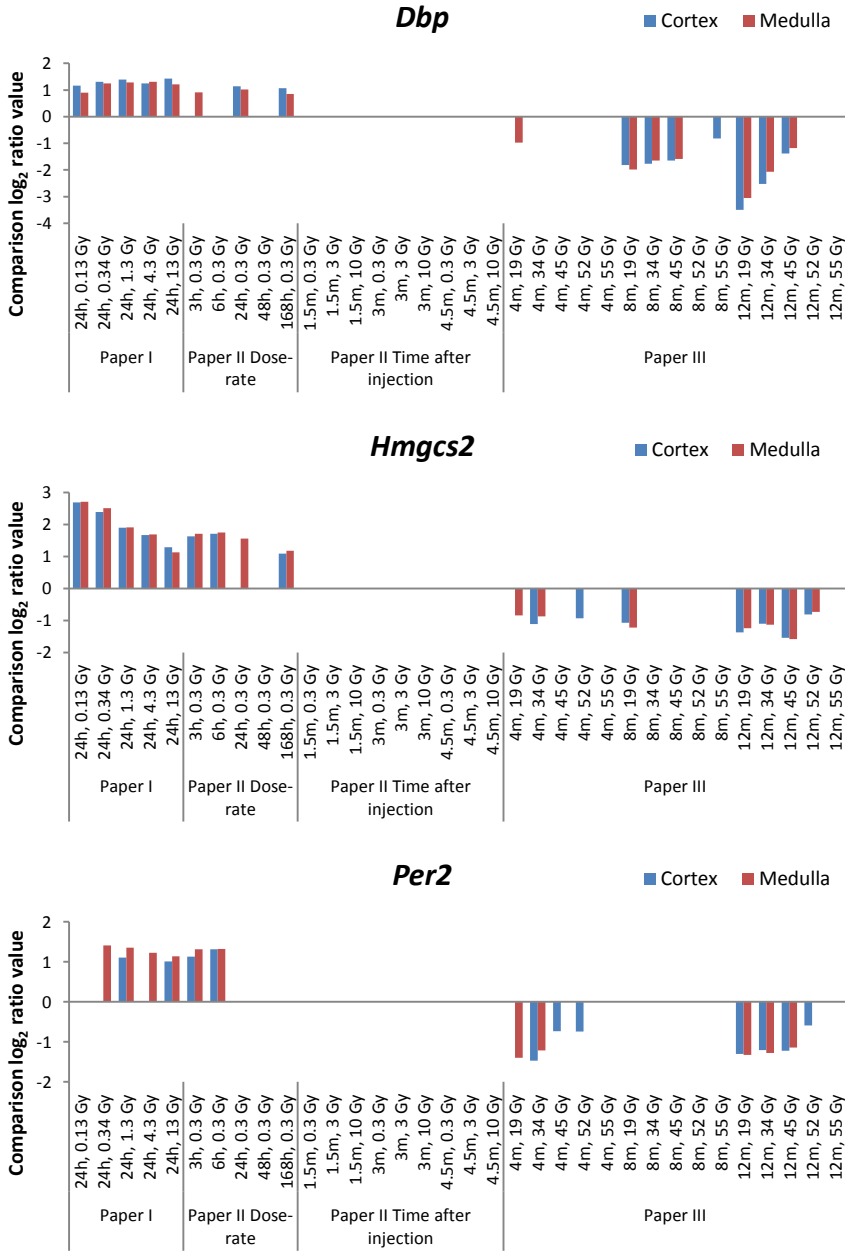 Dbp
Cortex Medulla
Comparison log2 ratio value
2
1
0
-1
-2
-3
-4
24h, 0.13 Gy
24h, 0.34 Gy
24h, 1.3 Gy
24h, 4.3 Gy
24h, 13 Gy
3h, 0.3 Gy
6h, 0.3 Gy
24h, 0.3 Gy
48h, 0.3 Gy
168h, 0.3 Gy
1.5m, 0.3 Gy
1.5m, 3 Gy
1.5m, 10 Gy
3m, 0.3 Gy
3m, 3 Gy
3m, 10 Gy
4.5m, 0.3 Gy
4.5m, 3 Gy
4.5m, 10 Gy
4m, 19 Gy
4m, 34 Gy
4m, 45 Gy
4m, 52 Gy
4m, 55 Gy
8m, 19 Gy
8m, 34 Gy
8m, 45 Gy
8m, 52 Gy
8m, 55 Gy
12m, 19 Gy
12m, 34 Gy
12m, 45 Gy
12m, 52 Gy
12m, 55 Gy
Paper I
Paper II Dose-
rate
Paper II Time after
injection
Paper III
Hmgcs2
Cortex Medulla
Comparison log2 ratio value
3
2
1
0
-1
-2
24h, 0.13 Gy
24h, 0.34 Gy
24h, 1.3 Gy
24h, 4.3 Gy
24h, 13 Gy
3h, 0.3 Gy
6h, 0.3 Gy
24h, 0.3 Gy
48h, 0.3 Gy
168h, 0.3 Gy
1.5m, 0.3 Gy
1.5m, 3 Gy
1.5m, 10 Gy
3m, 0.3 Gy
3m, 3 Gy
3m, 10 Gy
4.5m, 0.3 Gy
4.5m, 3 Gy
4.5m, 10 Gy
4m, 19 Gy
4m, 34 Gy
4m, 45 Gy
4m, 52 Gy
4m, 55 Gy
8m, 19 Gy
8m, 34 Gy
8m, 45 Gy
8m, 52 Gy
8m, 55 Gy
12m, 19 Gy
12m, 34 Gy
12m, 45 Gy
12m, 52 Gy
12m, 55 Gy
Paper I
Paper II Dose-
rate
Paper II Time after
injection
Paper III
Per2
Cortex Medulla
Comparison log2 ratio value
2
1
0
-1
-2
24h, 0.13 Gy
24h, 0.34 Gy
24h, 1.3 Gy
24h, 4.3 Gy
24h, 13 Gy
3h, 0.3 Gy
6h, 0.3 Gy
24h, 0.3 Gy
48h, 0.3 Gy
168h, 0.3 Gy
1.5m, 0.3 Gy
1.5m, 3 Gy
1.5m, 10 Gy
3m, 0.3 Gy
3m, 3 Gy
3m, 10 Gy
4.5m, 0.3 Gy
4.5m, 3 Gy
4.5m, 10 Gy
4m, 19 Gy
4m, 34 Gy
4m, 45 Gy
4m, 52 Gy
4m, 55 Gy
8m, 19 Gy
8m, 34 Gy
8m, 45 Gy
8m, 52 Gy
8m, 55 Gy
12m, 19 Gy
12m, 34 Gy
12m, 45 Gy
12m, 52 Gy
12m, 55 Gy
Paper I
Paper II Dose-
rate
Paper II Time after
injection
Paper III